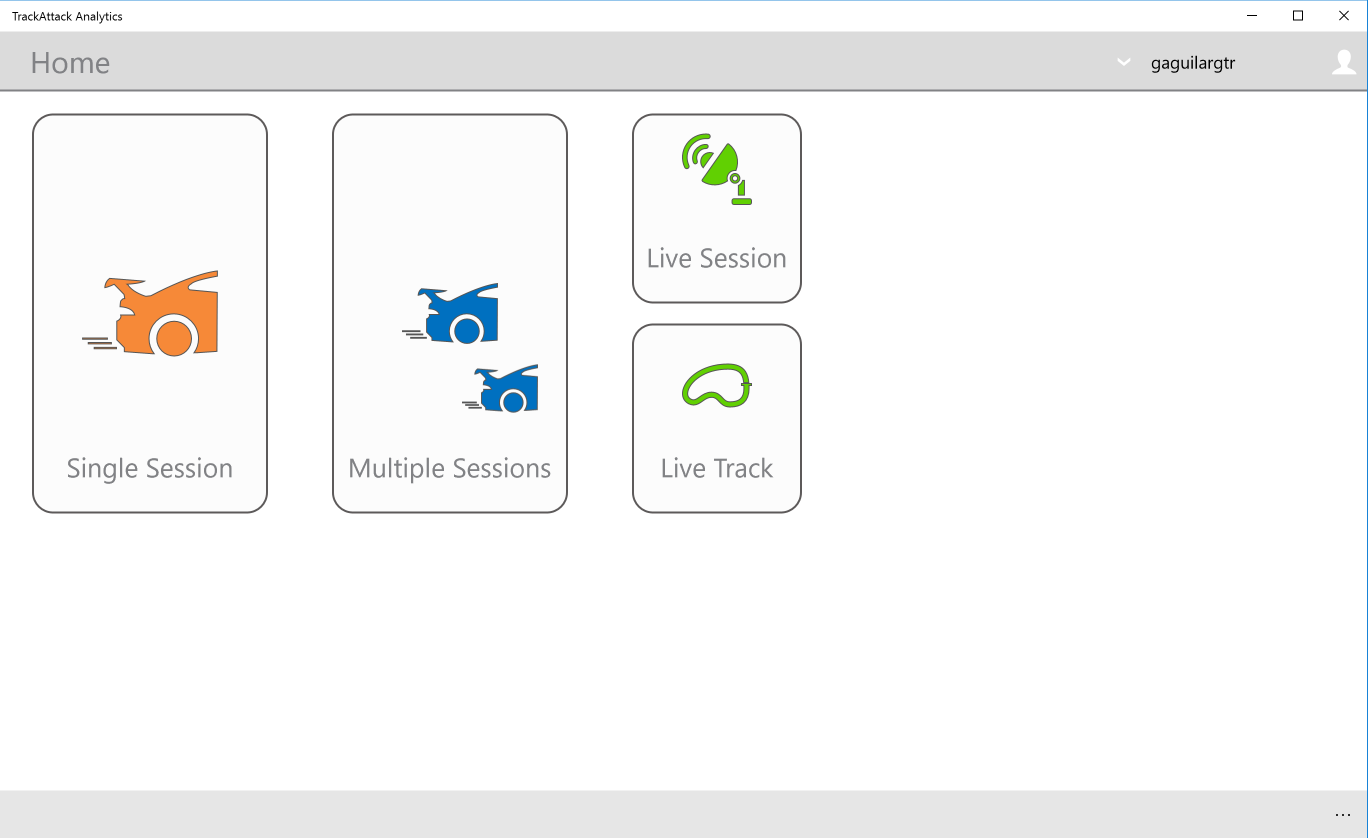 TrackAttack Analytics
Home
gaguilargtr
Single Session
Multiple Sessions
Live Session
Live Track